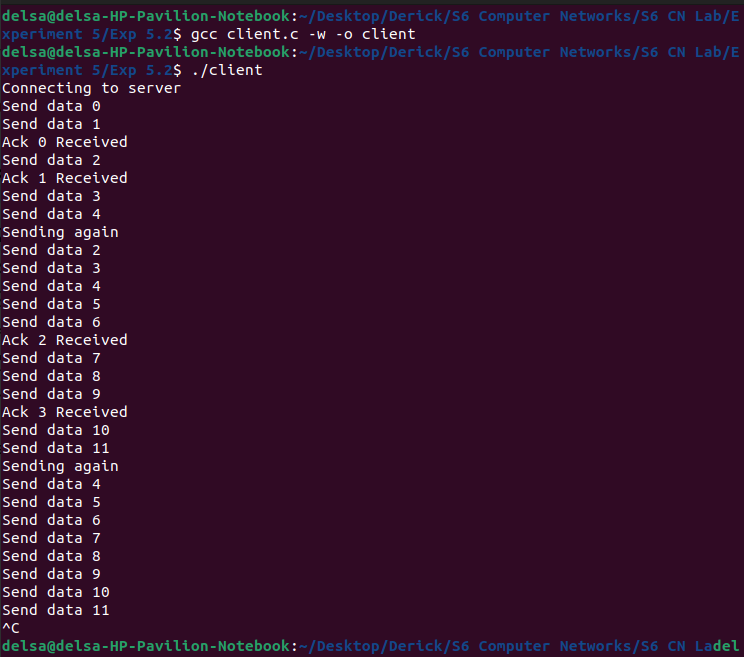 delsa@delsa-HP-Pavilion-Notebook:~/Desktop/Derick/S6 Computer Networks/S6 CN Lab/E
xperiment 5/Exp 5.2$ gcc client.c -w -o client
delsa@delsa-HP-Pavilion-Notebook:~/Desktop/Derick/S6 Computer Networks/S6 CN Lab/E
xperiment 5/Exp 5.2$ ./client
Connecting to server
Send data 0
Send data 1
Ack 0 Received
Send data 2
Ack 1 Received
Send data 3
Send data 4
Sending again
Send data 2
Send data 3
Send data 4
Send data 5
Send data 6
Ack 2 Received
Send data 7
Send data 8
Send data 9
Ack 3 Received
Send data 10
Send data 11
Sending again
Send data 4
Send data 5
Send data 6
Send data 7
Send data 8
Send data 9
Send data 10
Send data 11
^C
delsa@delsa-HP-Pavilion-Notebook:~/Desktop/Derick/S6 Computer Networks/S6 CN Ladel